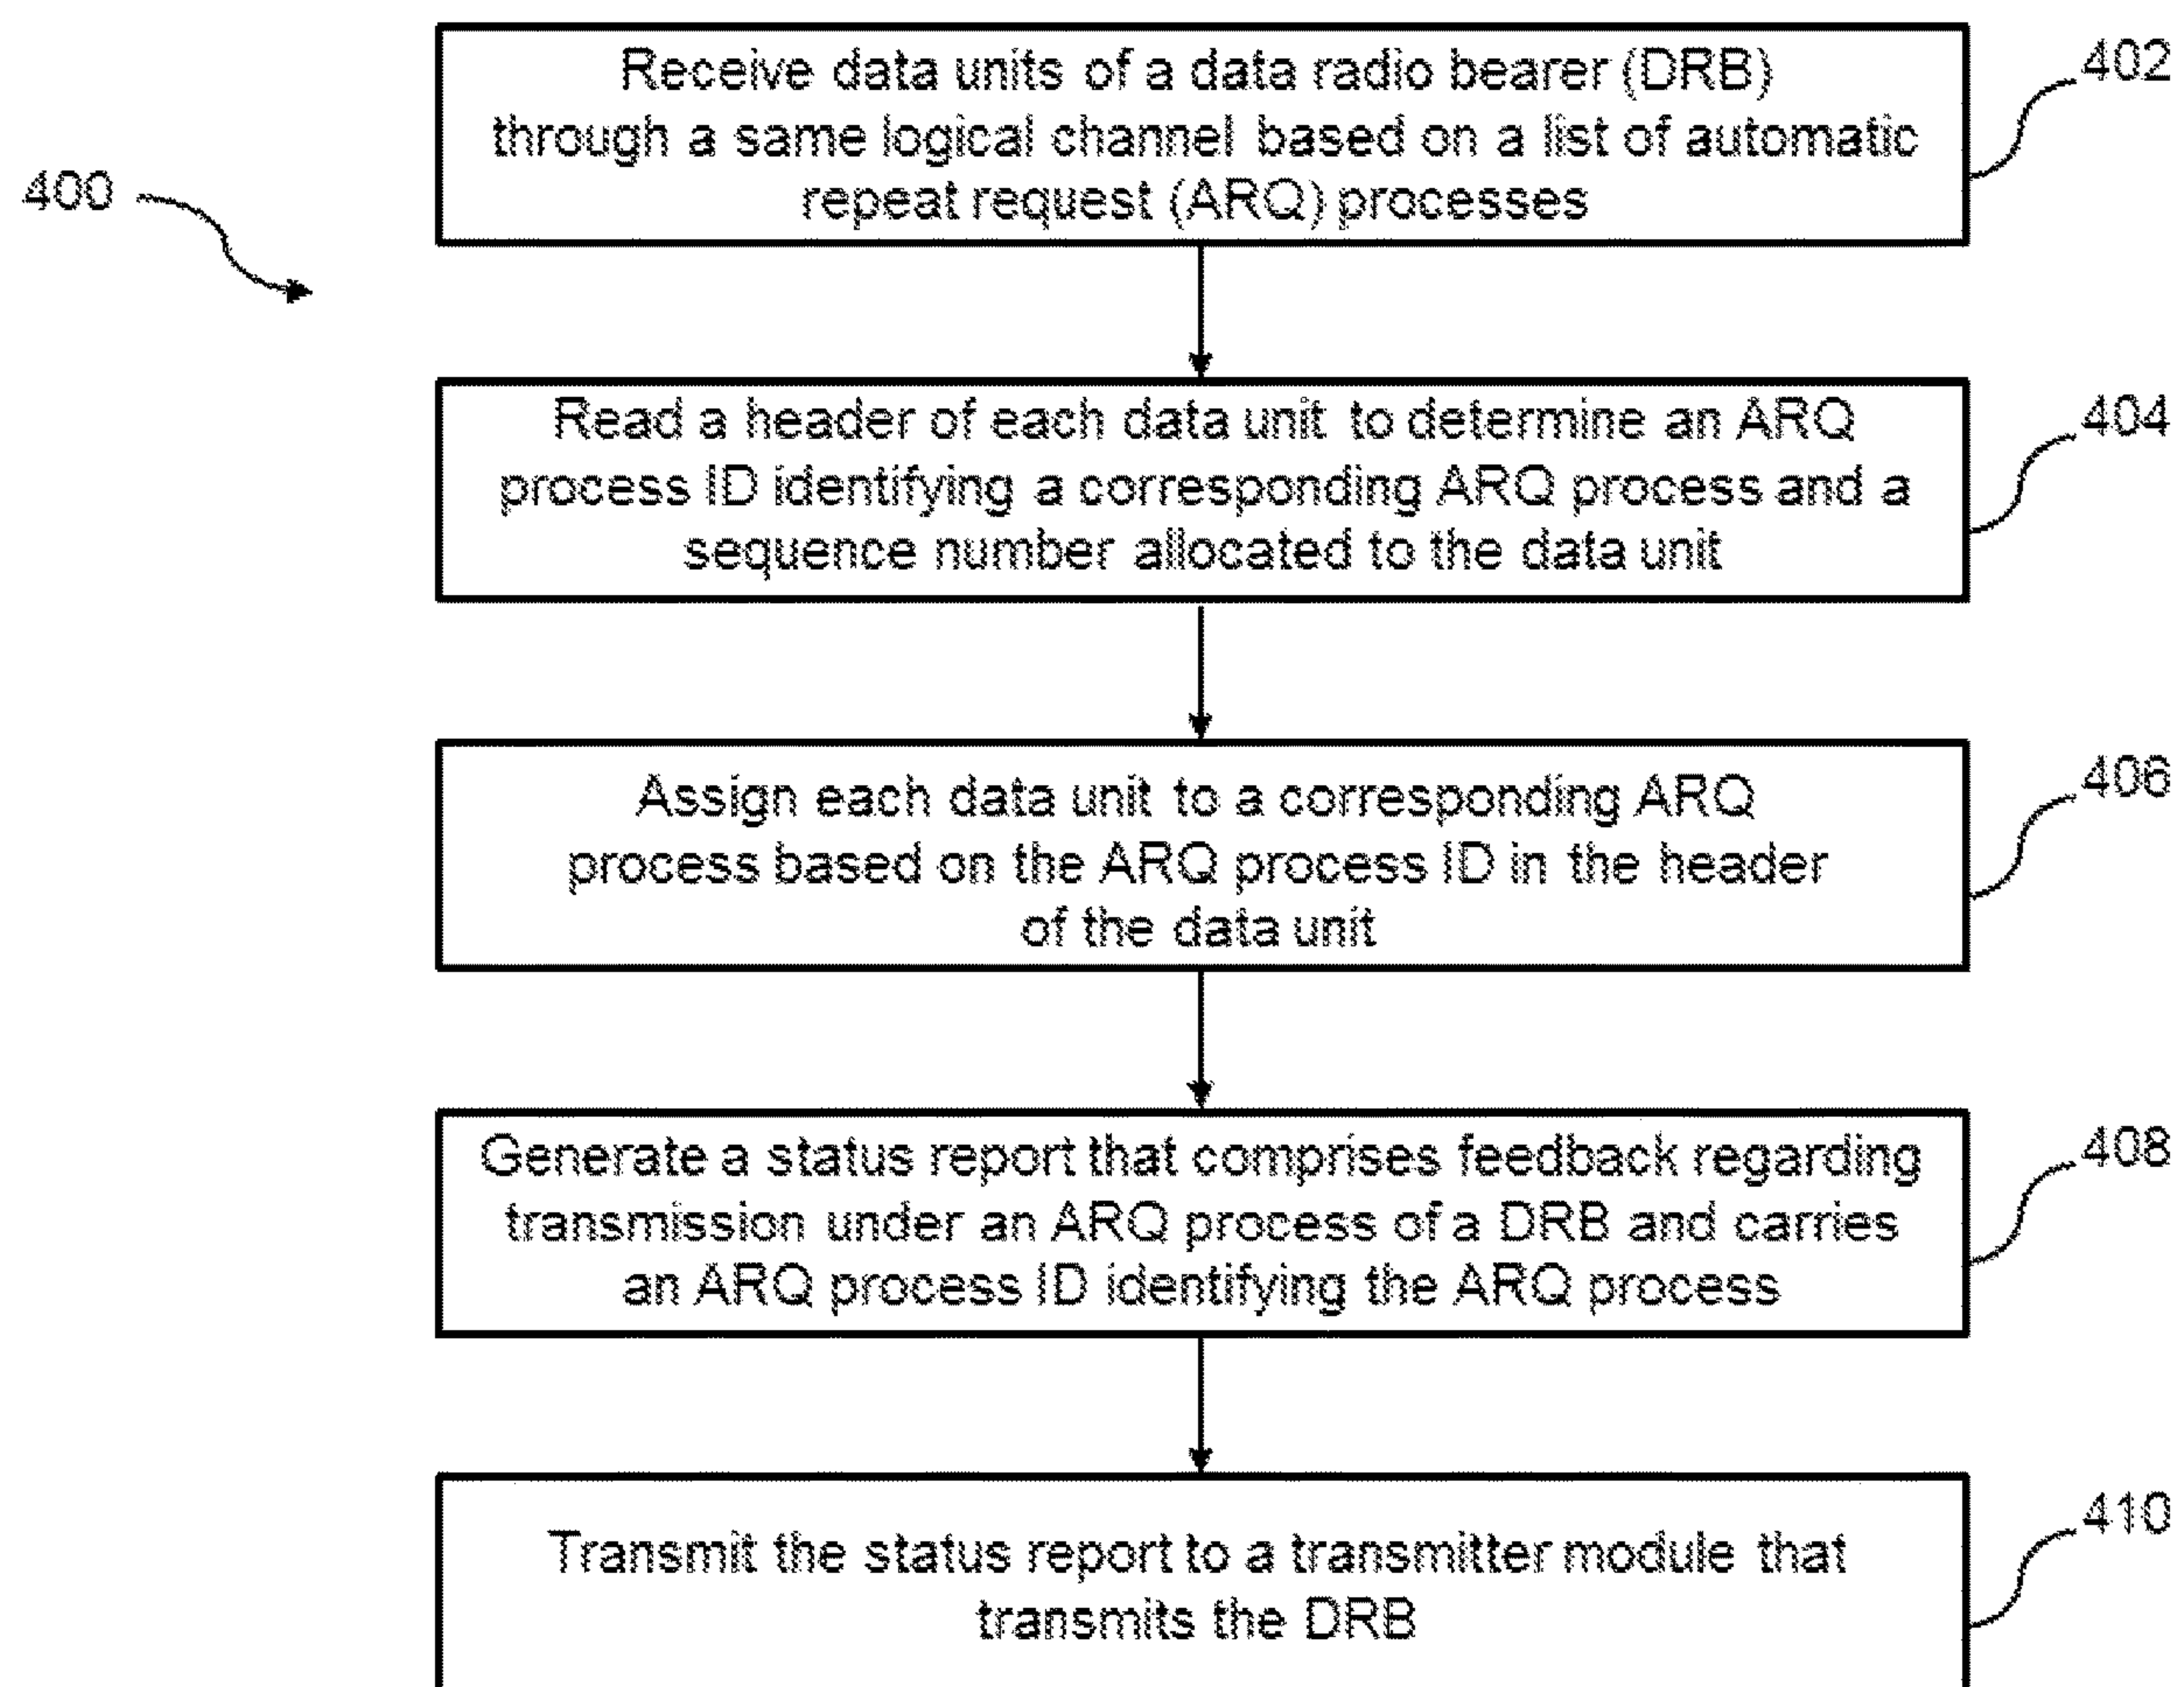 Receive data units of a data radio bearer (DRB)
through a same logical channel based on a list of automatic
repeat request (ARQ) processes
402
400
Read a header of each data unit to determine an ARQ
process ID identifying a corresponding ARQ process and a
sequence number allocated to the data unit
404
Assign each data unit to a corresponding ARQ
process based on the ARQ process ID in the header
of the data unit
406
Generate a status report that comprises feedback regarding
transmission under an ARQ process of a DRB and carries
an ARQ process ID identifying the ARQ process
408
Transmit the status report to a transmitter module that
transmits the DRB
410